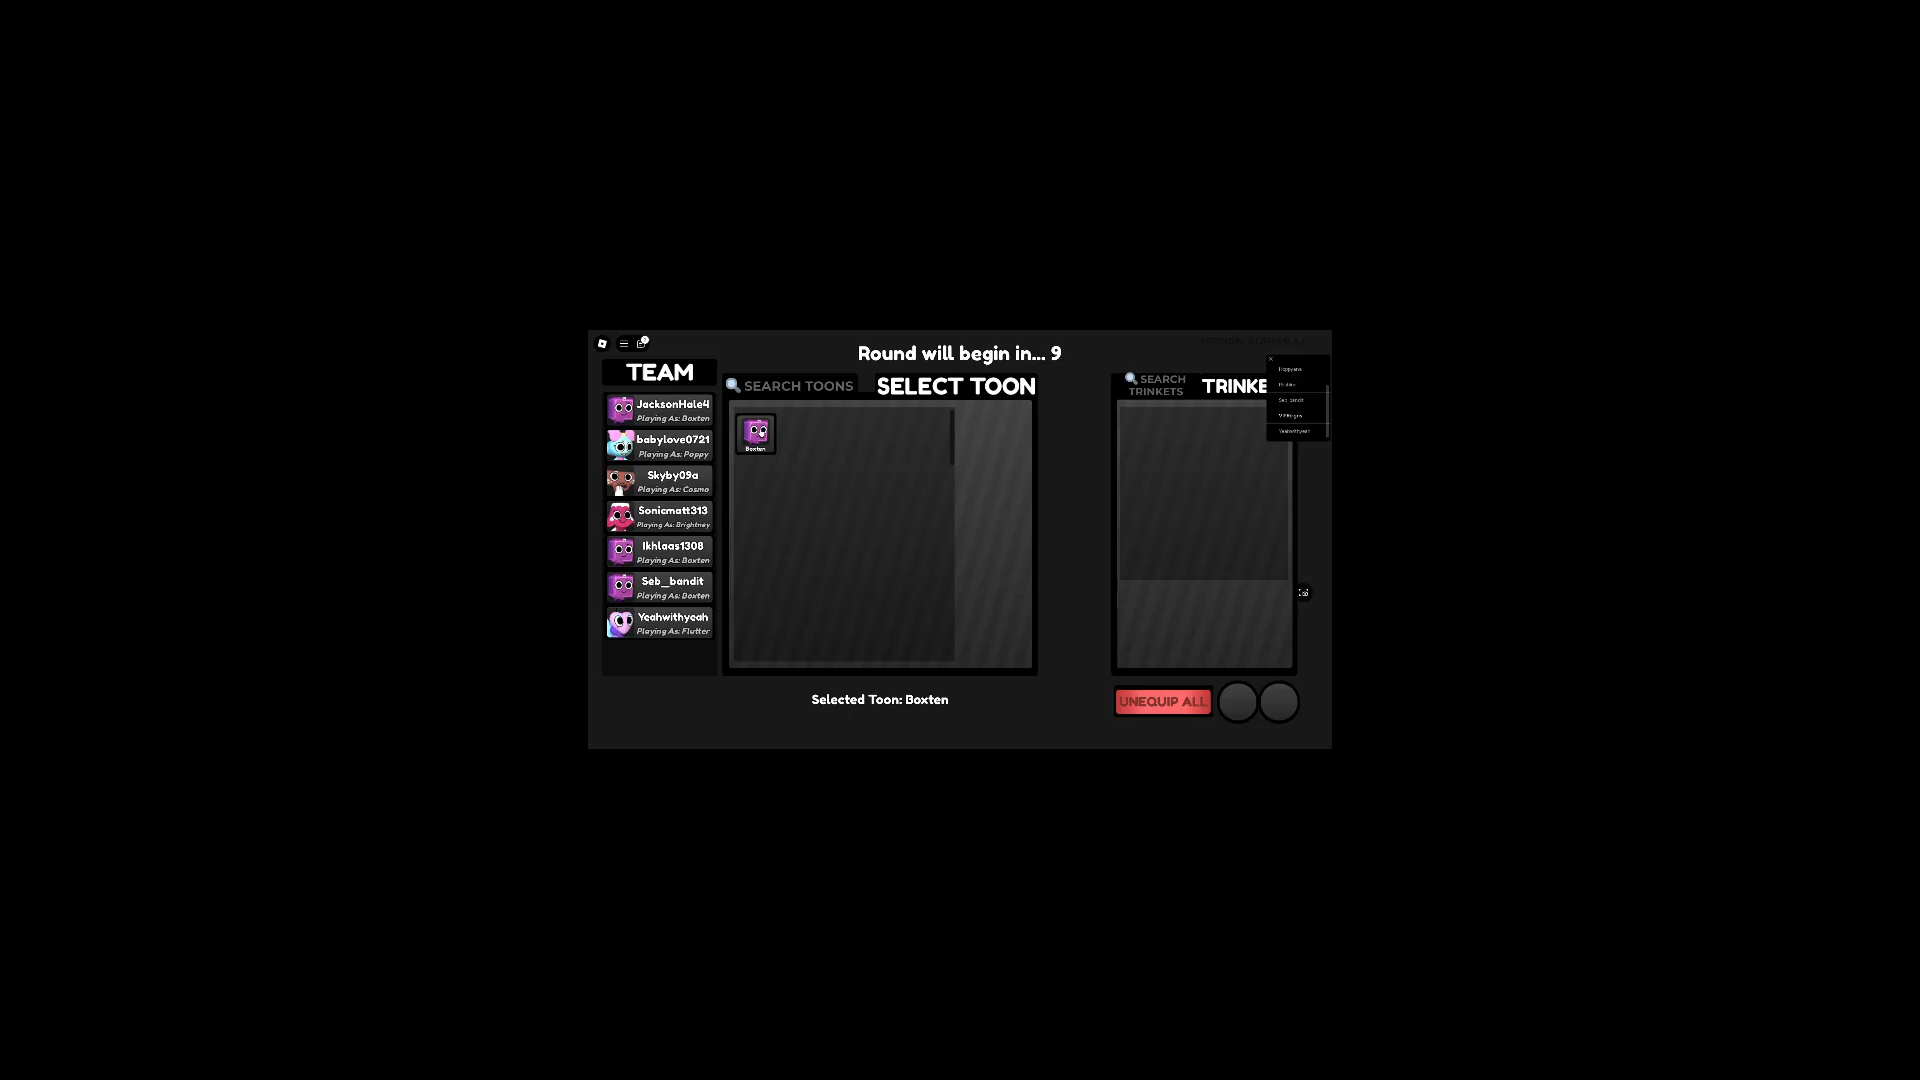 Round will begin in... 9
TEAM
JacksonHale4
Playing As: Boxten
babylove0721
Playing As: Poppy
Skyby09a
Playing As: Cosmo
Sonicmatt313
Playing As: Brightney
Ikhlaas1308
Playing As: Boxten
Seb_bandit
Playing As: Boxten
Yeahwithyeah
Playing As: Flutter
SEARCH TOONS
SELECT TOON
Boxten
Selected Toon: Boxten
SEARCH
TRINKETS
TRINKE
Seb_bandit
Yeahwithyeah
UNEQUIP ALL